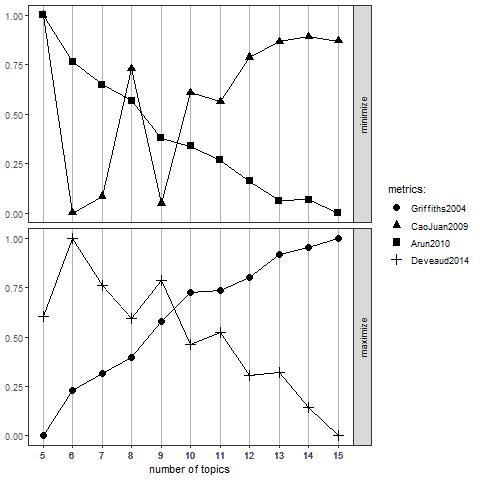 1.00
0.75
0.50
0.25
0.00
minimize
1.00
0.75
0.50
0.25
0.00
maximize
5 6 7 8 9 10 11 12 13 14 15
number of topics
metrics:
Griffiths2004
CaoJuan2009
Arun2010
Deveaud2014